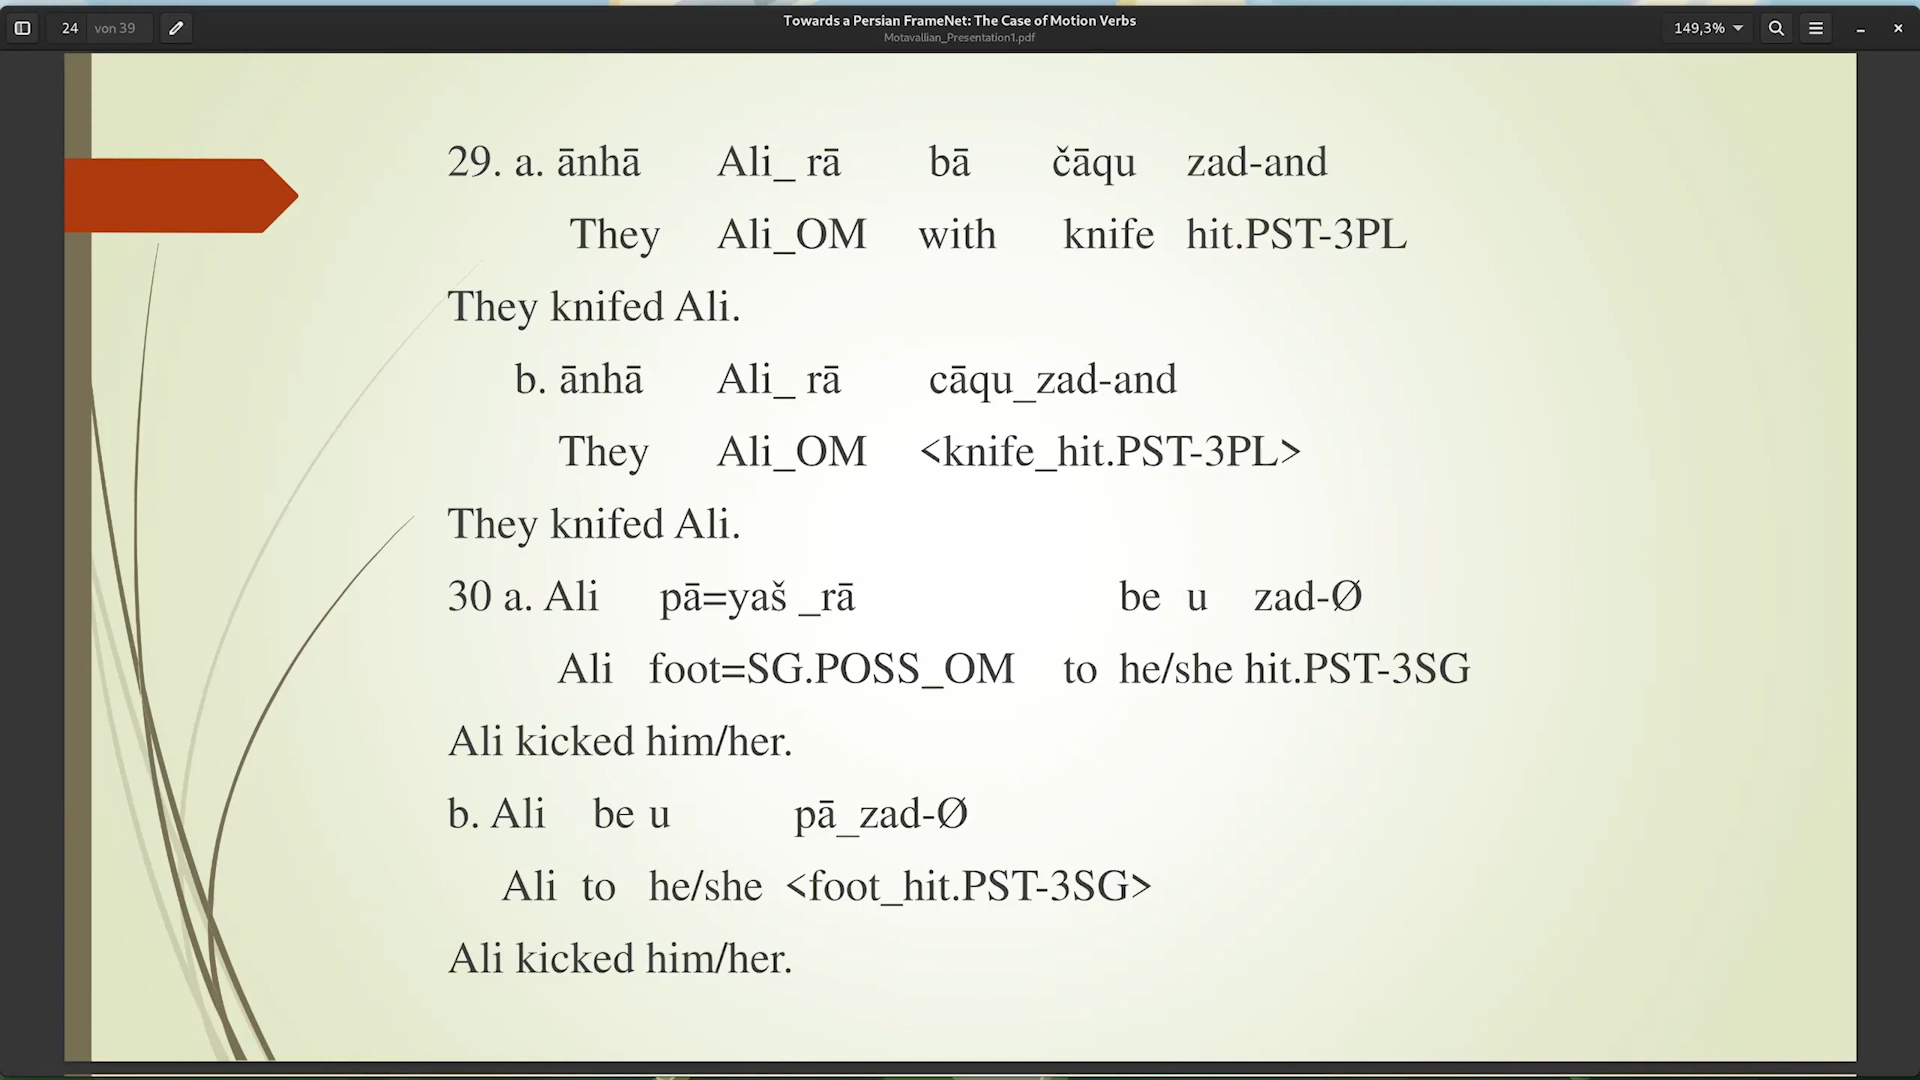 24 von 39
Towards a Persian FrameNet: The Case of Motion Verbs
Motavallian_Presentation1.pdf
149,3%
29. a. ānhā Ali_ rā bā čāqu zad-and
They Ali_OM with knife hit.PST-3PL
They knifed Ali.
b. ānhā Ali_ rā cāqu_zad-and
They Ali_OM <knife_hit.PST-3PL>
They knifed Ali.
30 a. Ali pā=yaš _rā be u zad-Ø
Ali foot=SG.POSS_OM to he/she hit.PST-3SG
Ali kicked him/her.
b. Ali be u pā_zad-Ø
Ali to he/she <foot_hit.PST-3SG>
Ali kicked him/her.